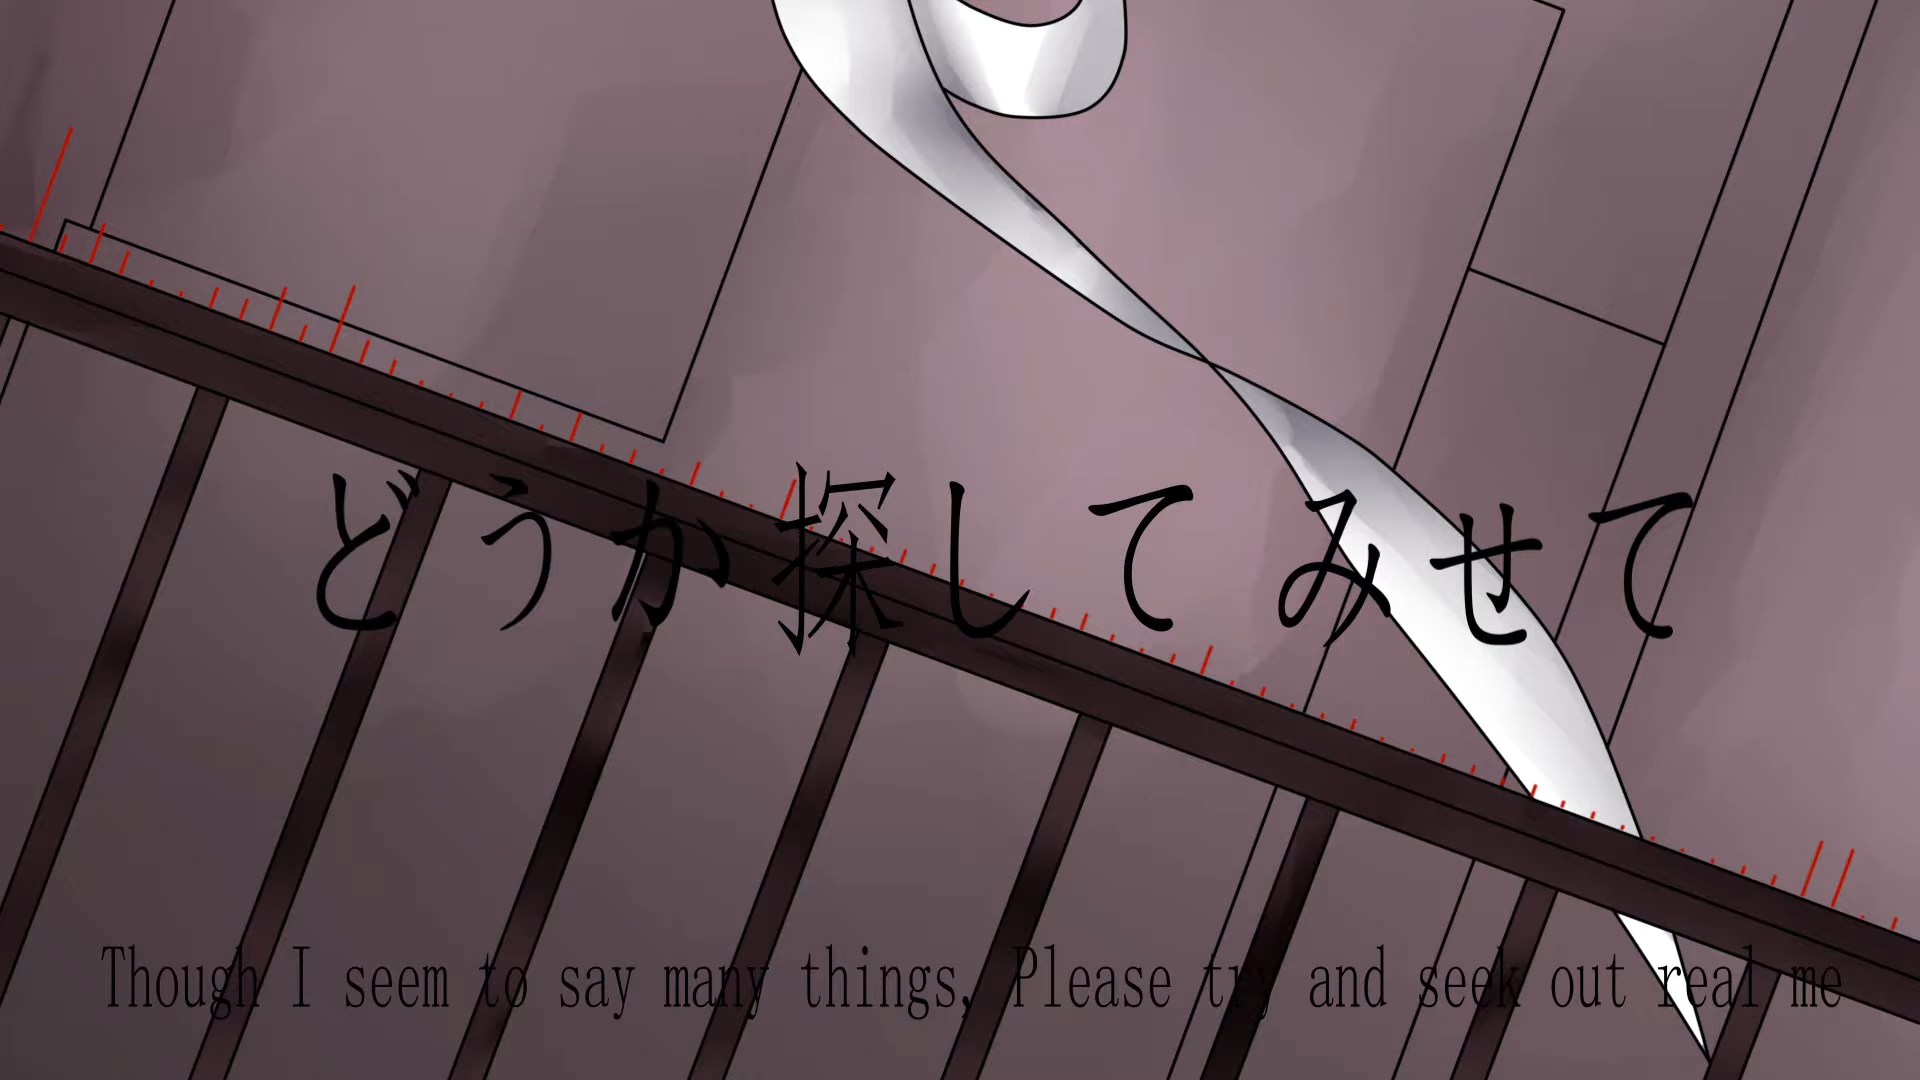 どうか探してみせて
Though I seem to say many things, Please try and seek out real me